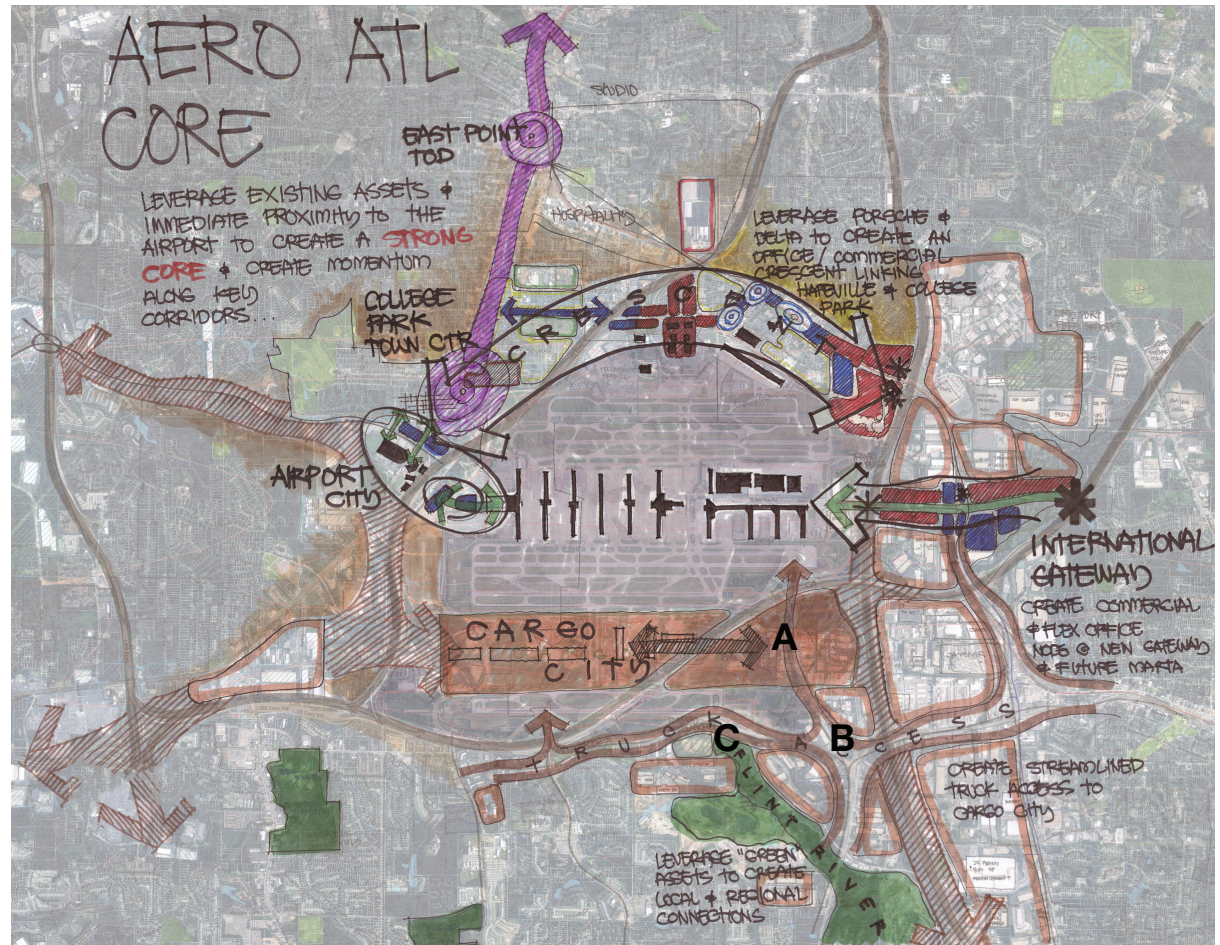 AERO ATL
CORE
LEVERAGE EXISTING ASSETS &
IMMEDIATE PROXIMITY TO THE
AIRPORT TO CREATE A STRONG
CORE & CREATE MOMENTUM
ALONG KEY
CORRIDORS...
STUDIO
EAST POINT
TOD
HOSPITALITY
LEVERAGE PORSCHE &
DELTA TO CREATE AN
OFFICE/COMMERCIAL
CRESCENT LINKING
HAPEVILLE & COLLEGE
PARK
COLLEGE
PARK
TOWN CTR
CRESCENT
AIRPORT
CITY
INTERNATIONAL
GATEWAY
CREATE COMMERCIAL
& FLEX OFFICE
NODE @ NEW GATEWAY
& FUTURE MARTA
CARGO
CITY
A
B
C
TRUCK ACCESS
CREATE STREAMLINED
TRUCK ACCESS TO
CARGO CITY
FLINT RIVER
LEVERAGE "GREEN"
ASSETS TO CREATE
LOCAL & REGIONAL
CONNECTIONS